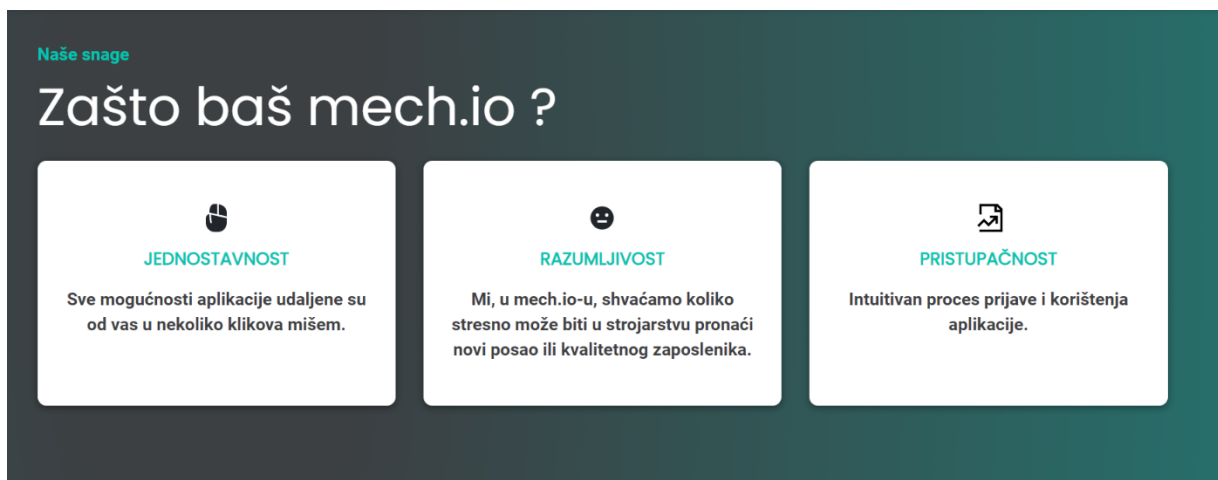 Naše snage
Zašto baš mech.io ?
JEDNOSTAVNOST
Sve mogućnosti aplikacije udaljene su
od vas u nekoliko klikova mišem.
RAZUMLJIVOST
Mi, u mech.io-u, shvaćamo koliko
stresno može biti u strojarstvu pronaći
novi posao ili kvalitetnog zaposlenika.
PRISTUPAČNOST
Intuitivan proces prijave i korištenja
aplikacije.